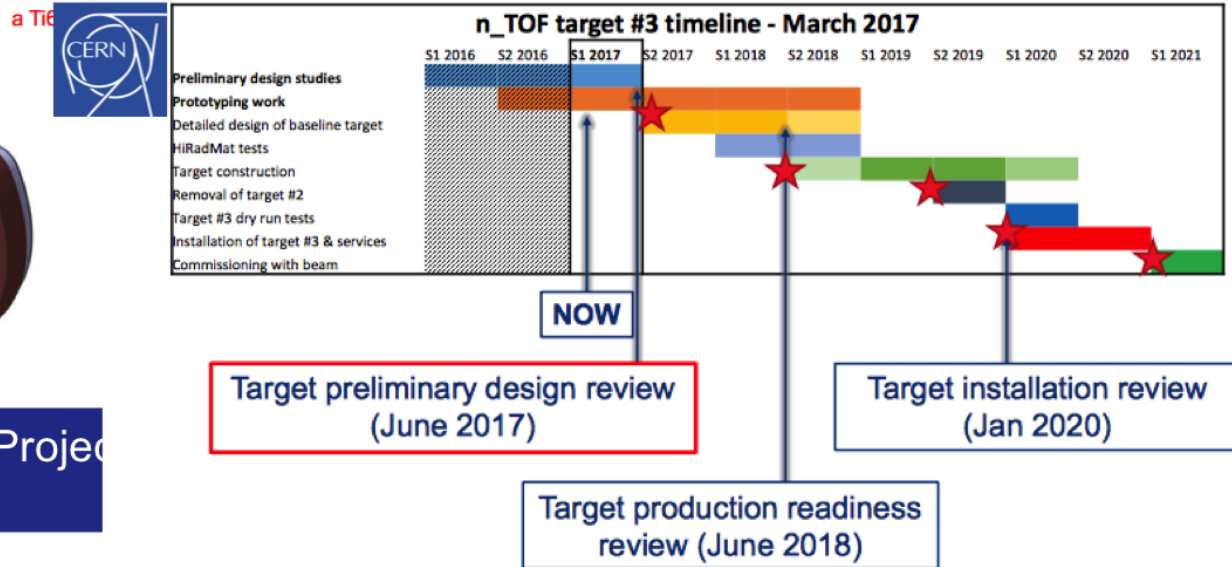 a Ti6
CERN
n_TOF target #3 timeline - March 2017
S1 2016 S2 2016 S1 2017 S2 2017 S1 2018 S2 2018 S1 2019 S2 2019 S1 2020 S2 2020 S1 2021
Preliminary design studies
Prototyping work
Detailed design of baseline target
HiRadMat tests
Target construction
Removal of target #2
Target #3 dry run tests
Installation of target #3 & services
Commissioning with beam
NOW
Target preliminary design review
(June 2017)
Target installation review
(Jan 2020)
Projec
Target production readiness
review (June 2018)